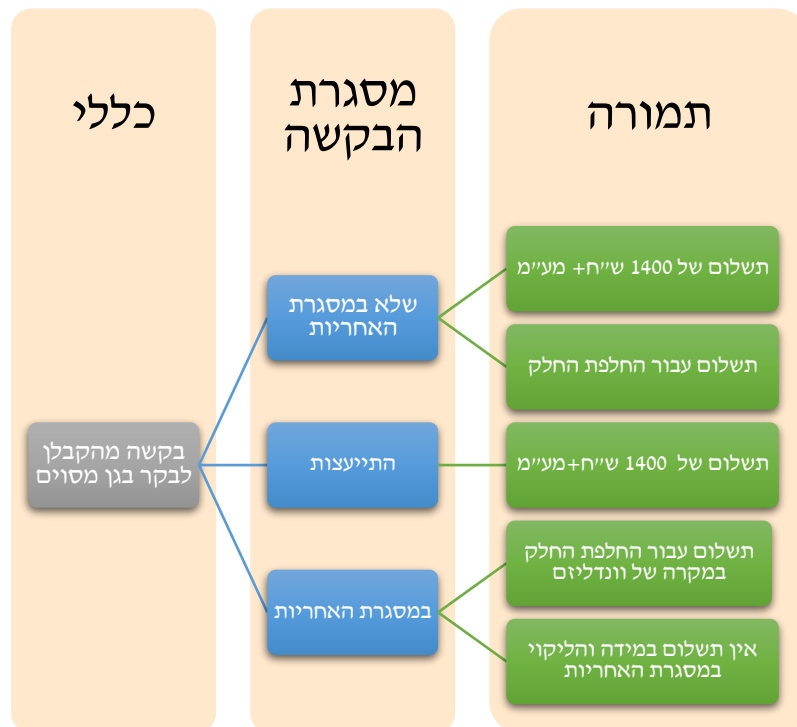 כללי
מסגרת
הבקשה
תמורה
בקשה מהקבלן
לבקר בגן מסוים
שלא במסגרת
האחריות
התייעצות
במסגרת האחריות
תשלום של 1400 ש״ח+ מע״מ
תשלום עבור החלפת החלק
תשלום של 1400 ש״ח+מע״מ
תשלום עבור החלפת החלק
במקרה של וונדליזם
אין תשלום במידה והליקוי
במסגרת האחריות